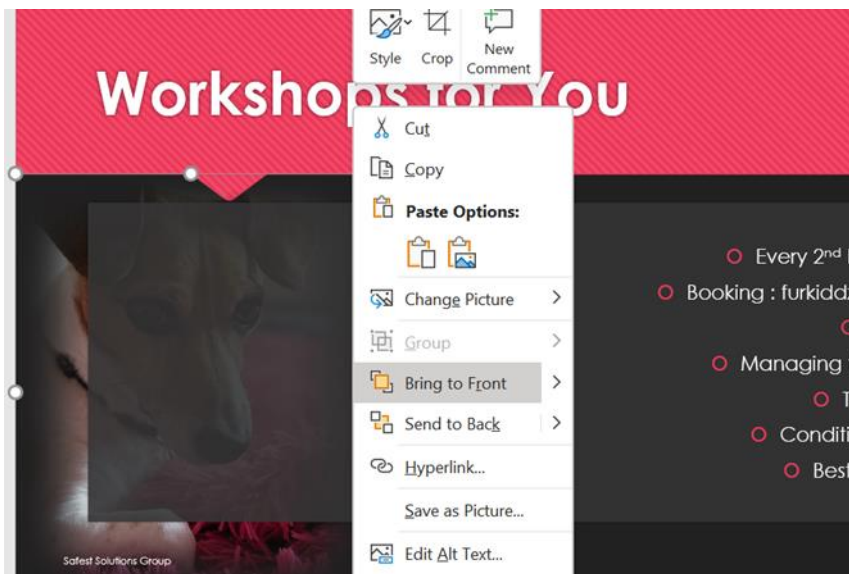 Style Crop New Comment
Workshops for You
Cut
Copy
Paste Options:
Change Picture
Group
Bring to Front
Send to Back
Hyperlink...
Save as Picture...
Edit Alt Text...
Every 2nd
Booking : furkiddz
Managing
Conditi
Best
Safest Solutions Group